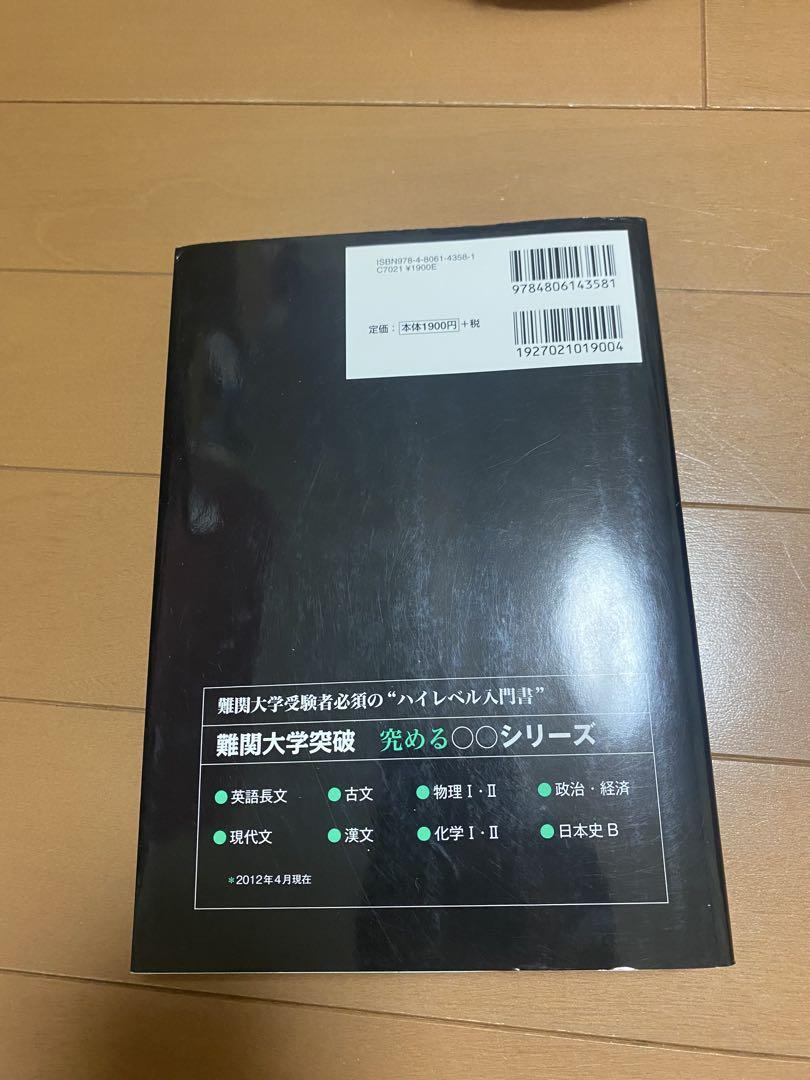 ISBN978-4-8061-4358-1
C7021 ¥1900E
9784806143581
定価：本体1900円+税
1927021019004
難関大学受験者必須の“ハイレベル入門書”
難関大学突破 究める○○シリーズ
●英語長文 ●古文 ●物理Ⅰ・Ⅱ ●政治・経済
●現代文 ●漢文 ●化学Ⅰ・Ⅱ ●日本史B
*2012年4月現在